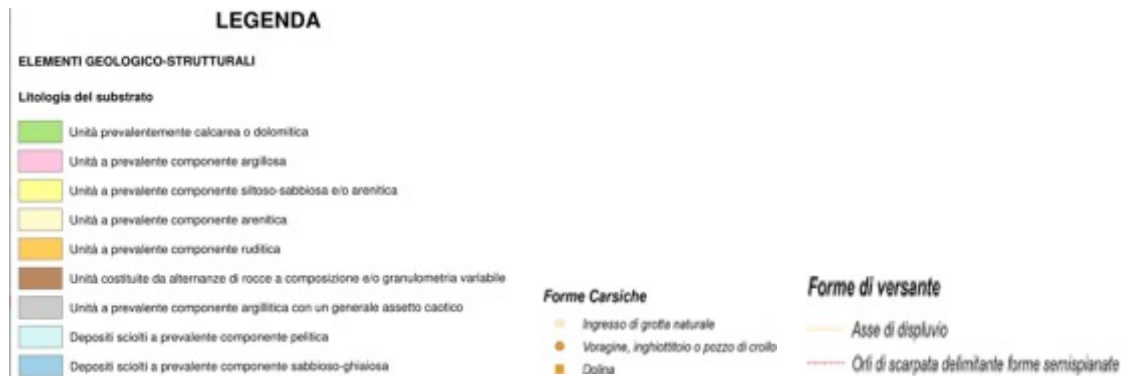 LEGENDA
ELEMENTI GEOLOGICO-STRUTTURALI
Litologia del substrato
Unità prevalentemente calcarea o dolomitica
Unità a prevalente componente argillosa
Unità a prevalente componente siltoso-sabbiosa e/o arenitica
Unità a prevalente componente arenitica
Unità a prevalente componente ruditica
Unità costituite da alternanze di rocce a composizione e/o granulometria variabile
Unità a prevalente componente argillitica con un generale assetto caotico
Depositi sciolti a prevalente componente pelitica
Depositi sciolti a prevalente componente sabbioso-ghiaiosa
Forme Carsiche
Ingresso di grotta naturale
Voragine, inghiottitoio o pozzo di crollo
Dolina
Forme di versante
Asse di displuvio
Orli di scarpata delimitante forme semispianate